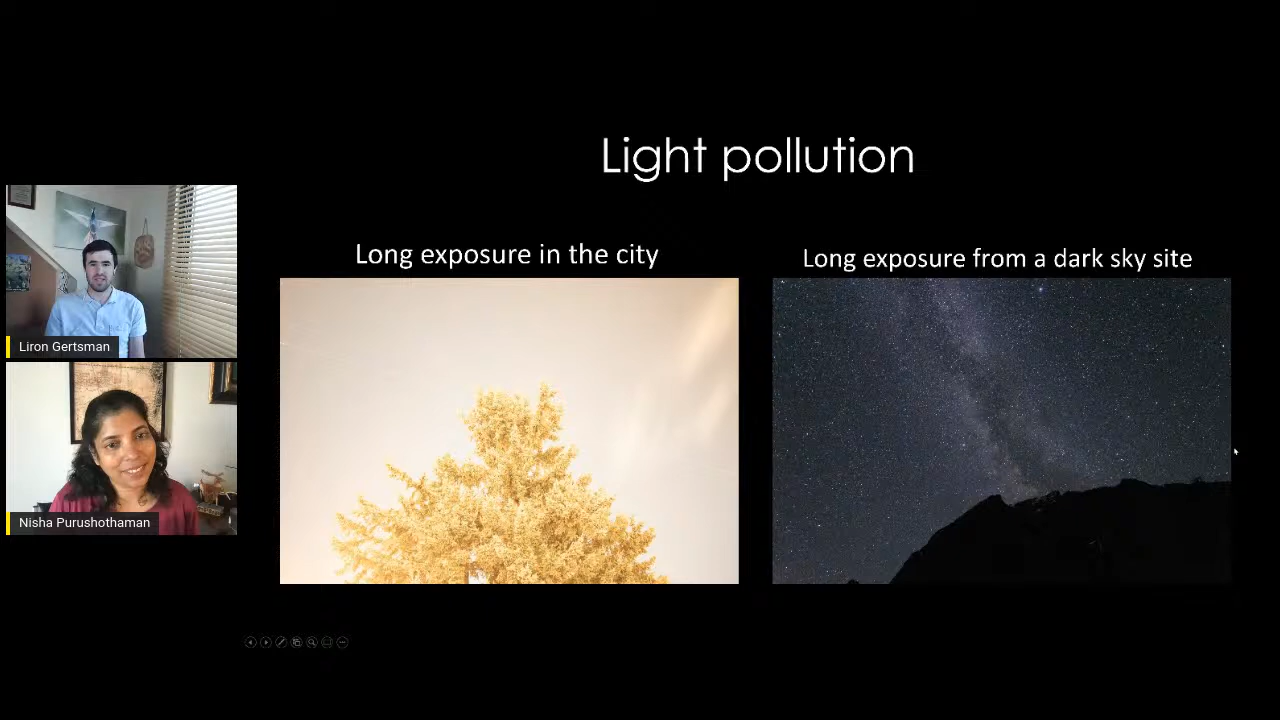 Light pollution
Long exposure in the city
Long exposure from a dark sky site
Liron Gertsman
Nisha Purushothaman